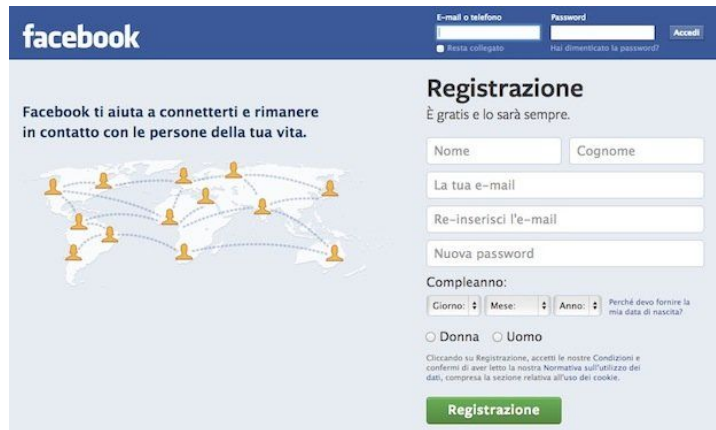 facebook
E-mail o telefono
Password
Accedi
Resta collegato
Hai dimenticato la password?
Facebook ti aiuta a connetterti e rimanere
in contatto con le persone della tua vita.
Registrazione
È gratis e lo sarà sempre.
Nome
Cognome
La tua e-mail
Re-inserisci l'e-mail
Nuova password
Compleanno:
Giorno:
Mese:
Anno:
Perché devo fornire la
mia data di nascita?
Donna
Uomo
Cliccando su Registrazione, accetti le nostre Condizioni e
confermi di aver letto la nostra Normativa sull'utilizzo dei
dati, compresa la sezione relativa all'uso dei cookie.
Registrazione